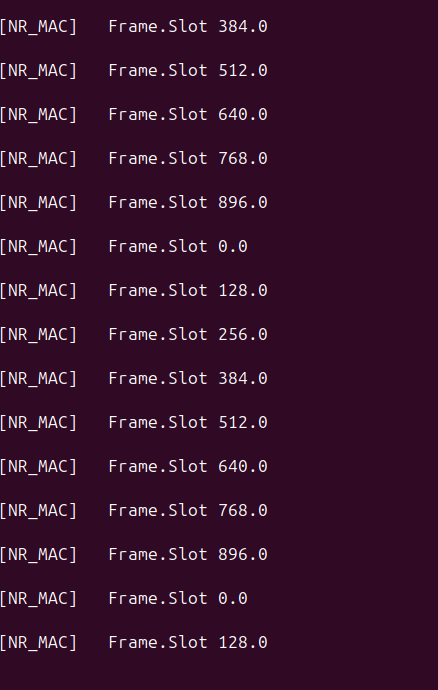 [NR_MAC]   Frame.Slot 384.0
[NR_MAC]   Frame.Slot 512.0
[NR_MAC]   Frame.Slot 640.0
[NR_MAC]   Frame.Slot 768.0
[NR_MAC]   Frame.Slot 896.0
[NR_MAC]   Frame.Slot 0.0
[NR_MAC]   Frame.Slot 128.0
[NR_MAC]   Frame.Slot 256.0
[NR_MAC]   Frame.Slot 384.0
[NR_MAC]   Frame.Slot 512.0
[NR_MAC]   Frame.Slot 640.0
[NR_MAC]   Frame.Slot 768.0
[NR_MAC]   Frame.Slot 896.0
[NR_MAC]   Frame.Slot 0.0
[NR_MAC]   Frame.Slot 128.0